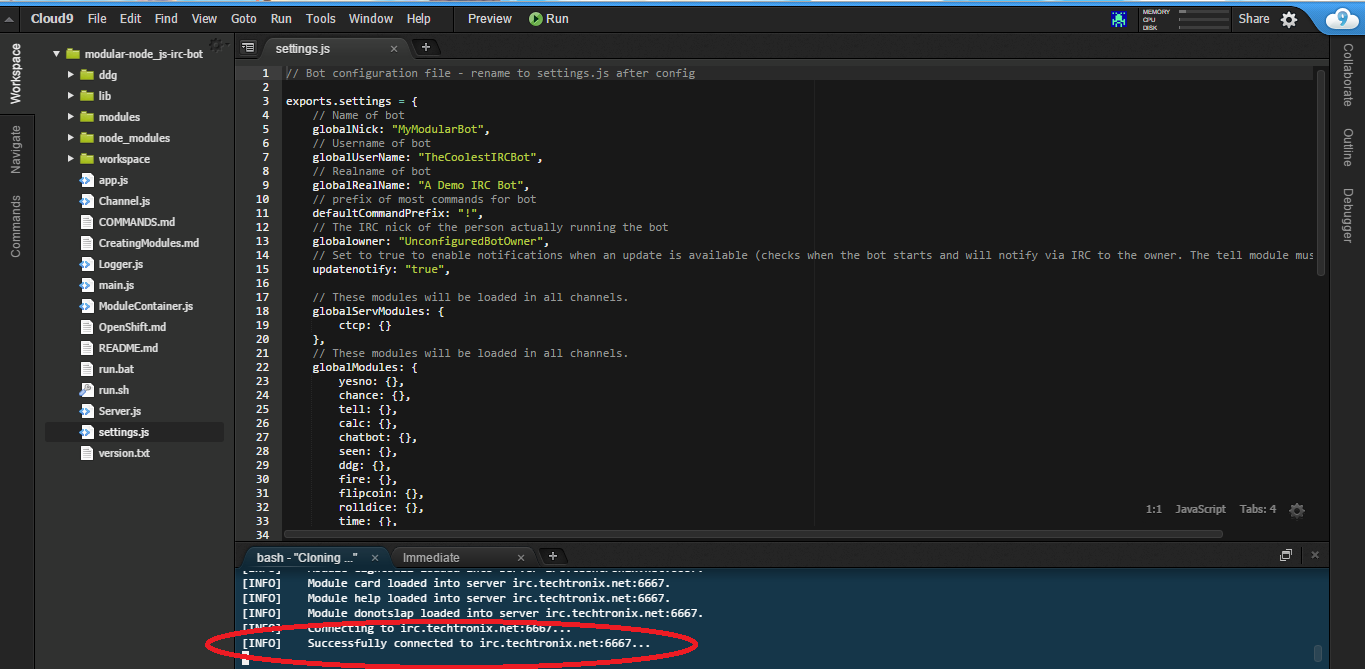 Cloud9 File Edit Find View Goto Run Tools Window Help Preview Run MEMORY CPU DISK Share 9
Workspace
Navigate
Commands
modular-node_js-irc-bot
ddg
lib
modules
node_modules
workspace
app.js
Channel.js
COMMANDS.md
CreatingModules.md
Logger.js
main.js
ModuleContainer.js
OpenShift.md
README.md
run.bat
run.sh
Server.js
settings.js
version.txt
settings.js × +
1 // Bot configuration file - rename to settings.js after config
2
3 exports.settings = {
4 // Name of bot
5 globalNick: "MyModularBot",
6 // Username of bot
7 globalUserName: "TheCoolestIRCBot",
8 // Realname of bot
9 globalRealName: "A Demo IRC Bot",
10 // prefix of most commands for bot
11 defaultCommandPrefix: "!",
12 // The IRC nick of the person actually running the bot
13 globalowner: "UnconfiguredBotOwner",
14 // Set to true to enable notifications when an update is available (checks when the bot starts and will notify via IRC to the owner. The tell module mus
15 updatenotify: "true",
16
17 // These modules will be loaded in all channels.
18 globalServModules: {
19 ctcp: {}
20 },
21 // These modules will be loaded in all channels.
22 globalModules: {
23 yesno: {},
24 chance: {},
25 tell: {},
26 calc: {},
27 chatbot: {},
28 seen: {},
29 ddg: {},
30 fire: {},
31 flipcoin: {},
32 rolldice: {},
33 time: {},
34
1:1 JavaScript Tabs: 4
Collaborate
Outline
Debugger
bash - "Cloning ..." × Immediate × +
[INFO] Module card loaded into server irc.techtronix.net:6667.
[INFO] Module help loaded into server irc.techtronix.net:6667.
[INFO] Module donotslap loaded into server irc.techtronix.net:6667.
[INFO] Connecting to irc.techtronix.net:6667...
[INFO] Successfully connected to irc.techtronix.net:6667...